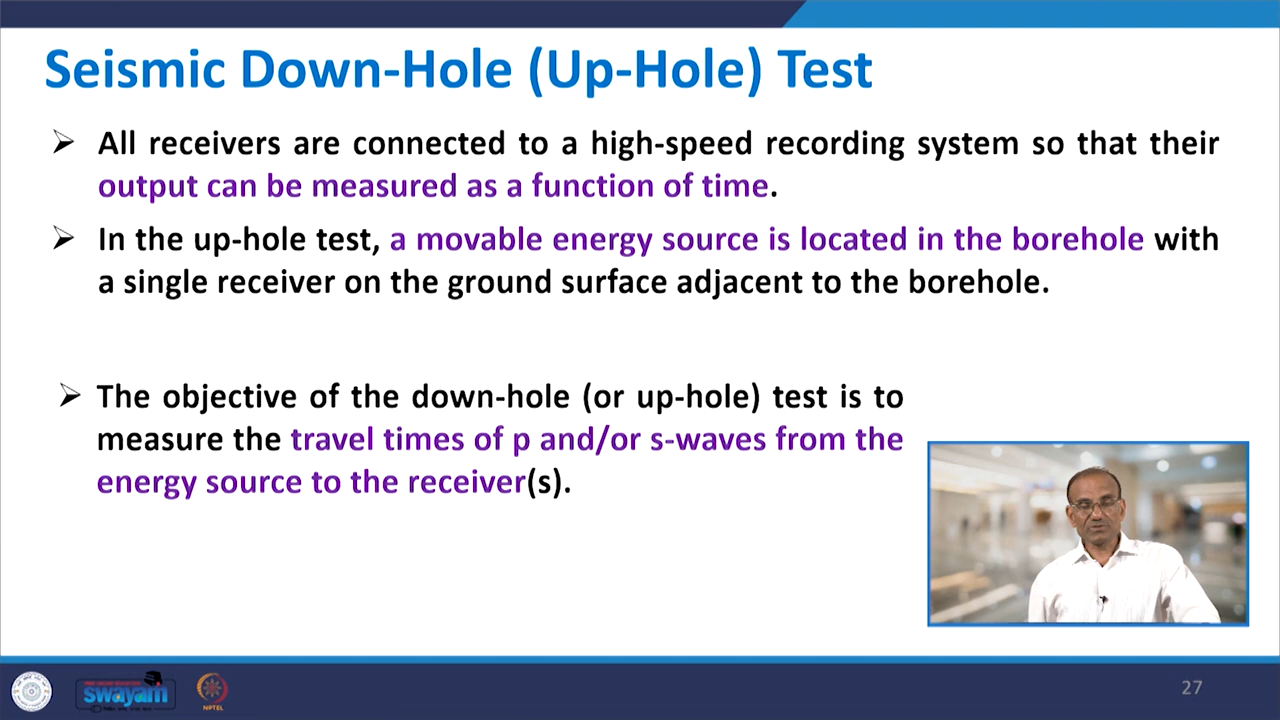 Seismic Down-Hole (Up-Hole) Test
➢ All receivers are connected to a high-speed recording system so that their
output can be measured as a function of time.
➢ In the up-hole test, a movable energy source is located in the borehole with
a single receiver on the ground surface adjacent to the borehole.
➢ The objective of the down-hole (or up-hole) test is to
measure the travel times of p and/or s-waves from the
energy source to the receiver(s).
swayam
NPTEL
27